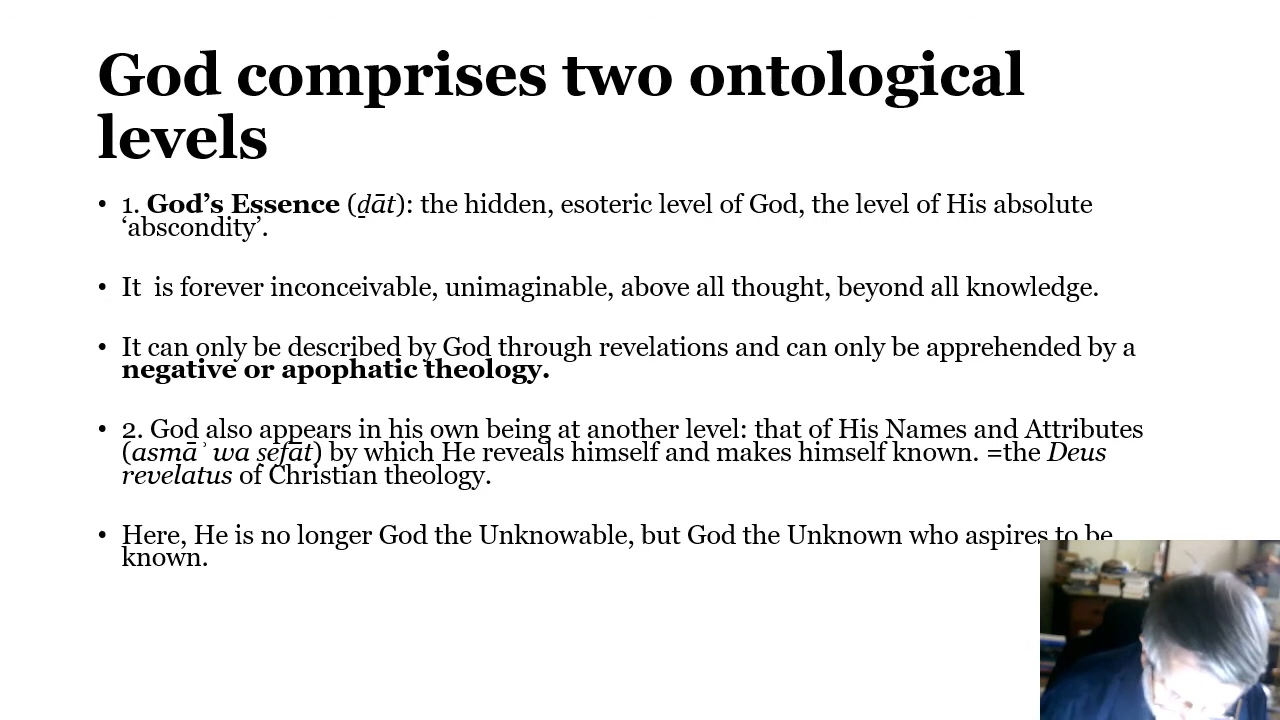 God comprises two ontological
levels
• 1. God’s Essence (ḏāt): the hidden, esoteric level of God, the level of His absolute
‘abscondity’.
• It  is forever inconceivable, unimaginable, above all thought, beyond all knowledge.
• It can only be described by God through revelations and can only be apprehended by a
negative or apophatic theology.
• 2. God also appears in his own being at another level: that of His Names and Attributes
(asmāʾ wa ṣefāt) by which He reveals himself and makes himself known. =the Deus
revelatus of Christian theology.
• Here, He is no longer God the Unknowable, but God the Unknown who aspires to be
known.